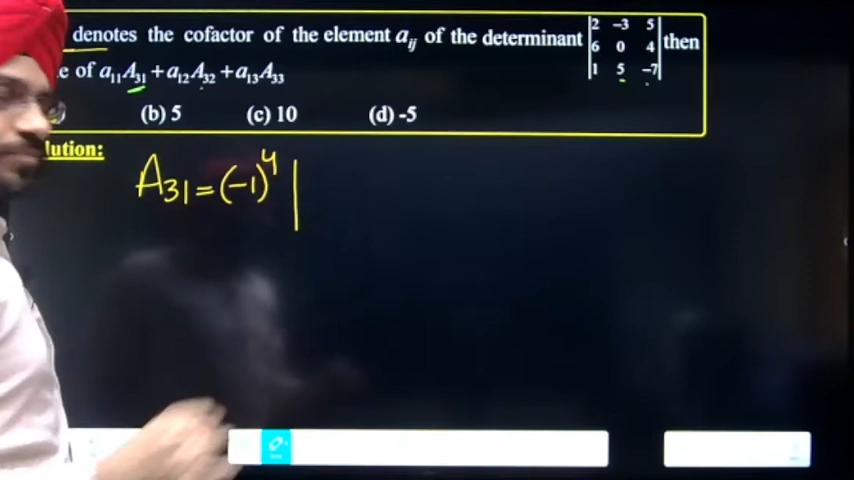 denotes the cofactor of the element aᵢⱼ of the determinant |2 -3 5| then
|6 0 4|
|1 5 -7|
of a₁₁A₃₁ + a₁₂A₃₂ + a₁₃A₃₃
(b) 5 (c) 10 (d) -5
lution:
A₃₁ = (-1)⁴ |